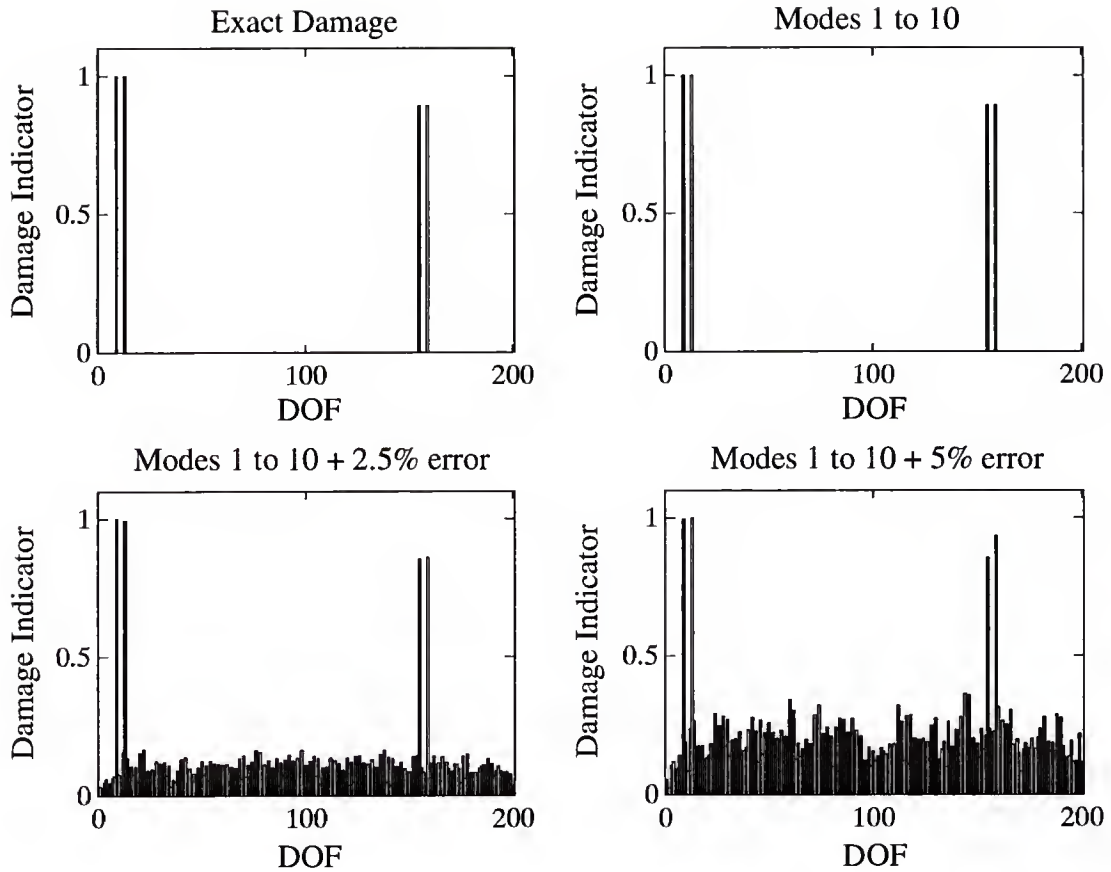 Exact Damage
1
0.5
0
Damage Indicator
0
100
200
DOF
Modes 1 to 10
1
0.5
0
Damage Indicator
0
100
200
DOF
Modes 1 to 10 + 2.5% error
1
0.5
0
Damage Indicator
0
100
200
DOF
Modes 1 to 10 + 5% error
1
0.5
0
Damage Indicator
0
100
200
DOF